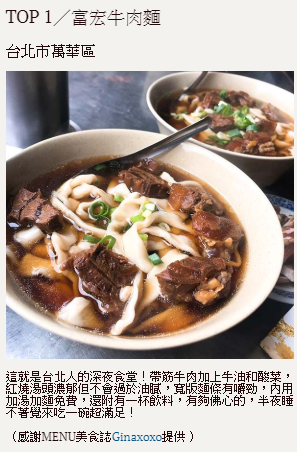 TOP 1／富宏牛肉麵
台北市萬華區
這就是台北人的深夜食堂！帶筋牛肉加上牛油和酸菜，
紅燒湯頭濃郁但不會過於油膩，寬版麵條有嚼勁，內用
加湯加麵免費，還附有一杯飲料，有夠佛心的，半夜睡
不著覺來吃一碗超滿足！
（感謝MENU美食誌Ginaxoxo提供 ）